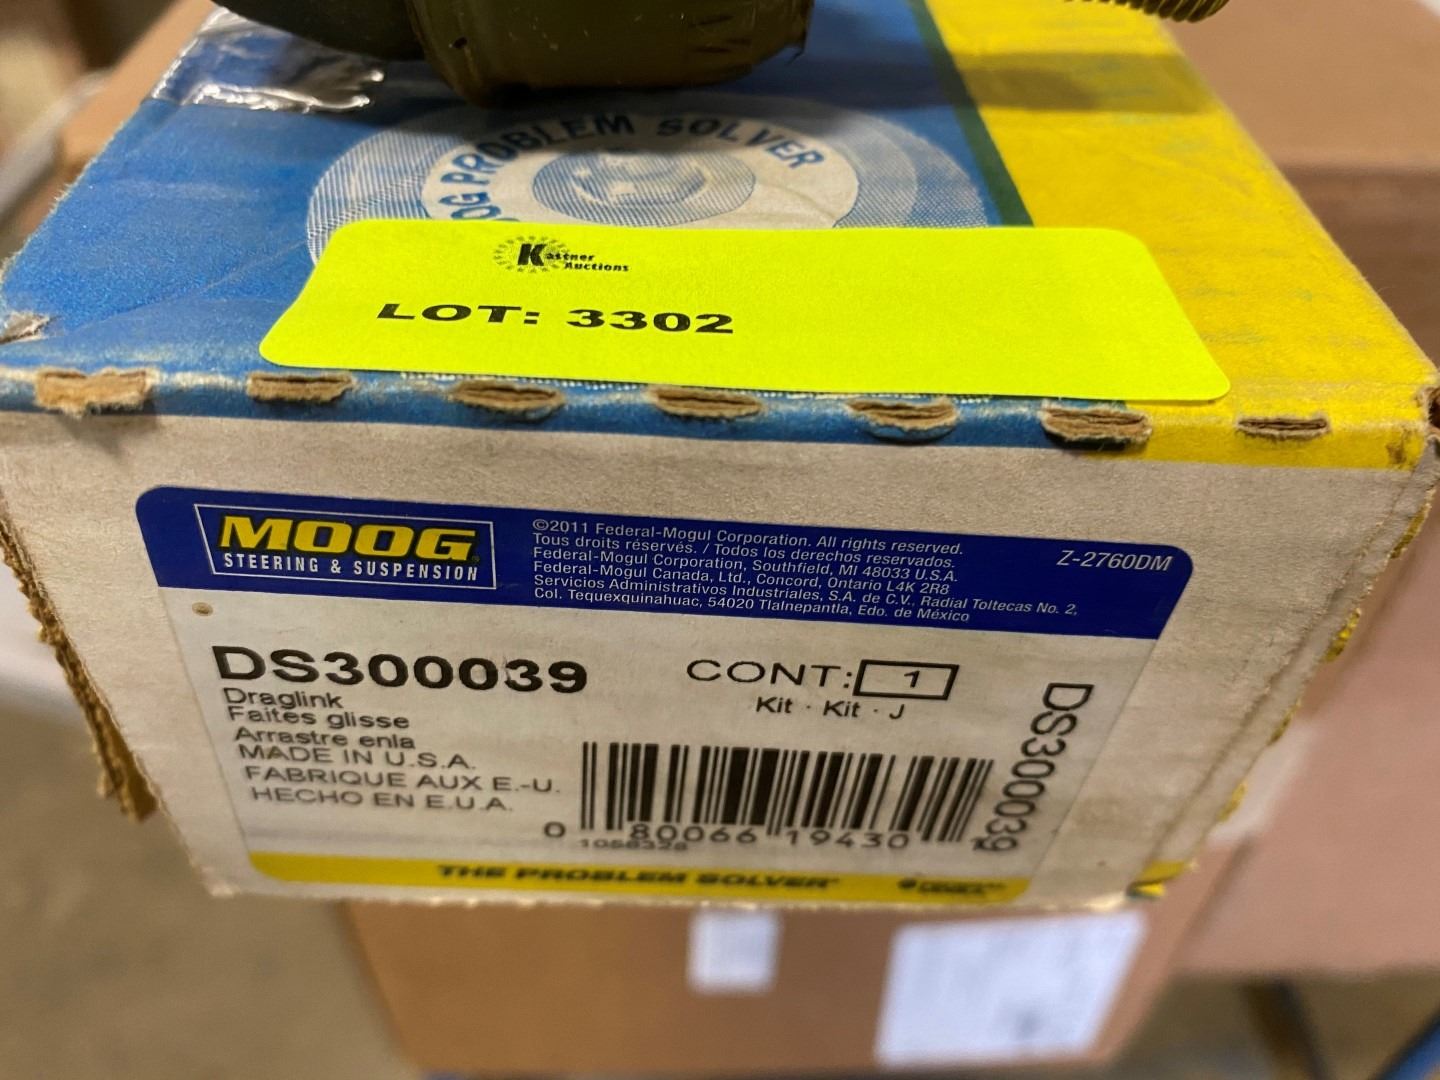 OG PROBLEM SOLVER
Kastner
Auctions
LOT: 3302
MOOG
STEERING & SUSPENSION
©2011 Federal-Mogul Corporation. All rights reserved.
Tous droits réservés. / Todos los derechos reservados.
Federal-Mogul Corporation, Southfield, MI 48033 U.S.A.
Federal-Mogul Canada, Ltd., Concord, Ontario L4K 2R8
Servicios Administrativos Industriales, S.A. de C.V., Radial Toltecas No. 2,
Col. Tequexquinahuac, 54020 Tlalnepantla, Edo. de México
Z-2760DM
DS300039
Draglink
Faites glisse
Arrastre enla
MADE IN U.S.A.
FABRIQUE AUX E.-U.
HECHO EN E.U.A.
CONT: 1
Kit · Kit · J
DS300039
0 80066 19430
THE PROBLEM SOLVER